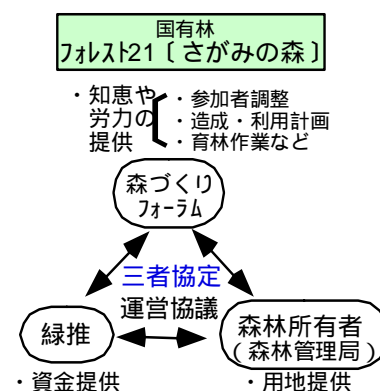 国有林
フォレスト21〔さがみの森〕
・知恵や
労力の
提供
・参加者調整
・造成・利用計画
・育林作業など
森づくり
フォーラム
三者協定
運営協議
緑推
森林所有者
(森林管理局)
・資金提供
・用地提供